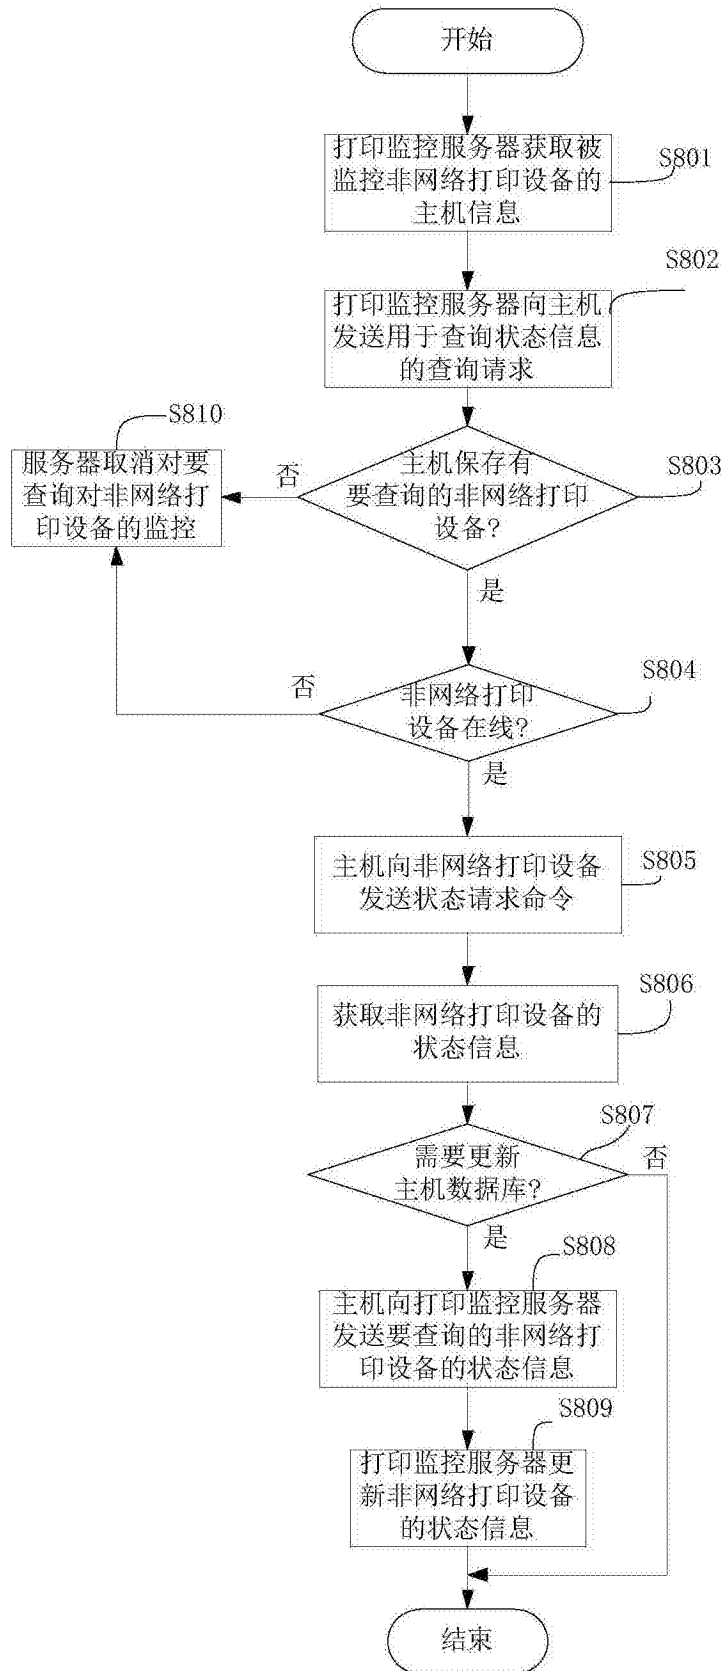 开始
打印监控服务器获取被
监控非网络打印设备的
主机信息
S801
S802
打印监控服务器向主机
发送用于查询状态信息
的查询请求
S810
服务器取消对要
查询对非网络打
印设备的监控
否
主机保存有
要查询的非网络打印
设备?
S803
是
否
非网络打印
设备在线?
S804
是
主机向非网络打印设备
发送状态请求命令
S805
S806
获取非网络打印设备的
状态信息
S807
需要更新
主机数据库?
否
是
S808
主机向打印监控服务器
发送要查询的非网络打
印设备的状态信息
S809
打印监控服务器更
新非网络打印设备
的状态信息
结束